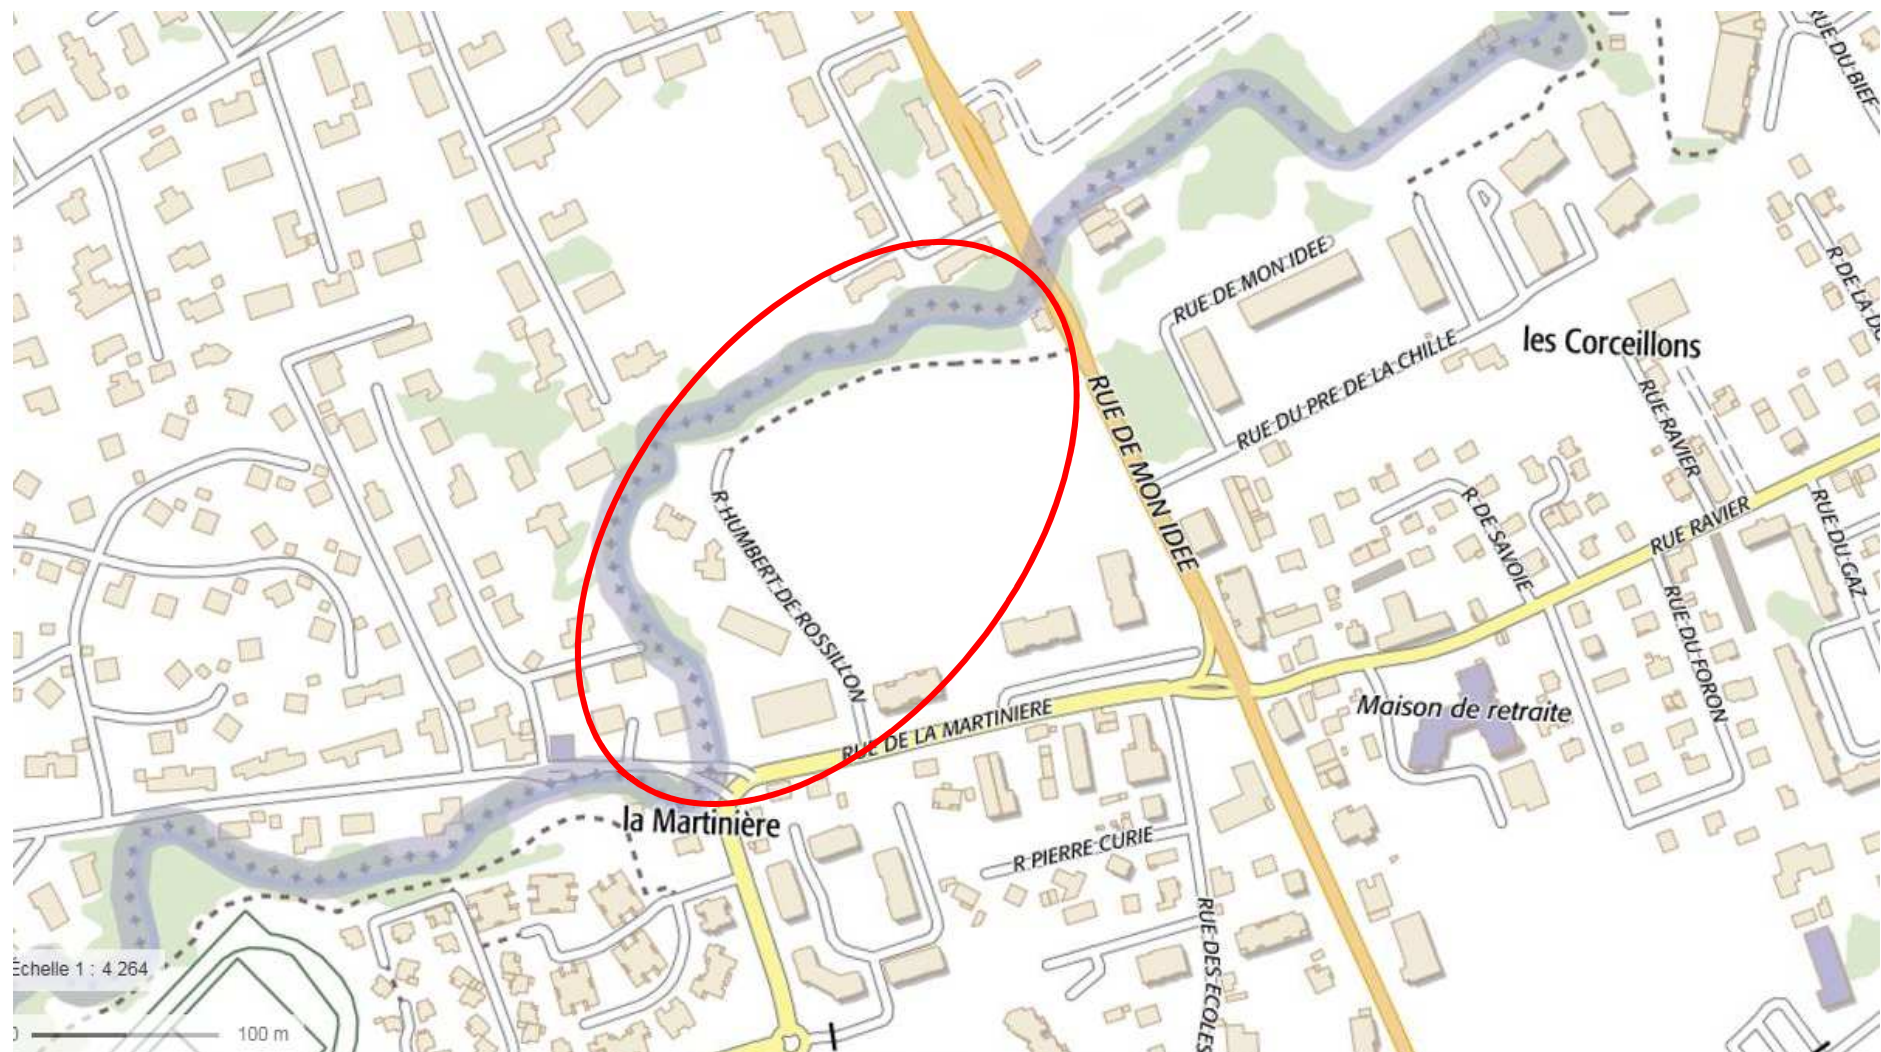 RUE DU BIEF
RUE DE MON IDEE
R DE LA DU
les Corceillons
RUE DU PRE DE LA CHILLE
RUE DE MON IDEE
RUE RAVIER
R HUMBERT DE ROSSILLON
R DE SAVOIE
RUE RAVIER
RUE DU GAZ
RUE DU FORON
Maison de retraite
RUE DE LA MARTINIERE
la Martinière
R PIERRE CURIE
RUE DES ECOLES
Échelle 1 : 4 264
0
100 m